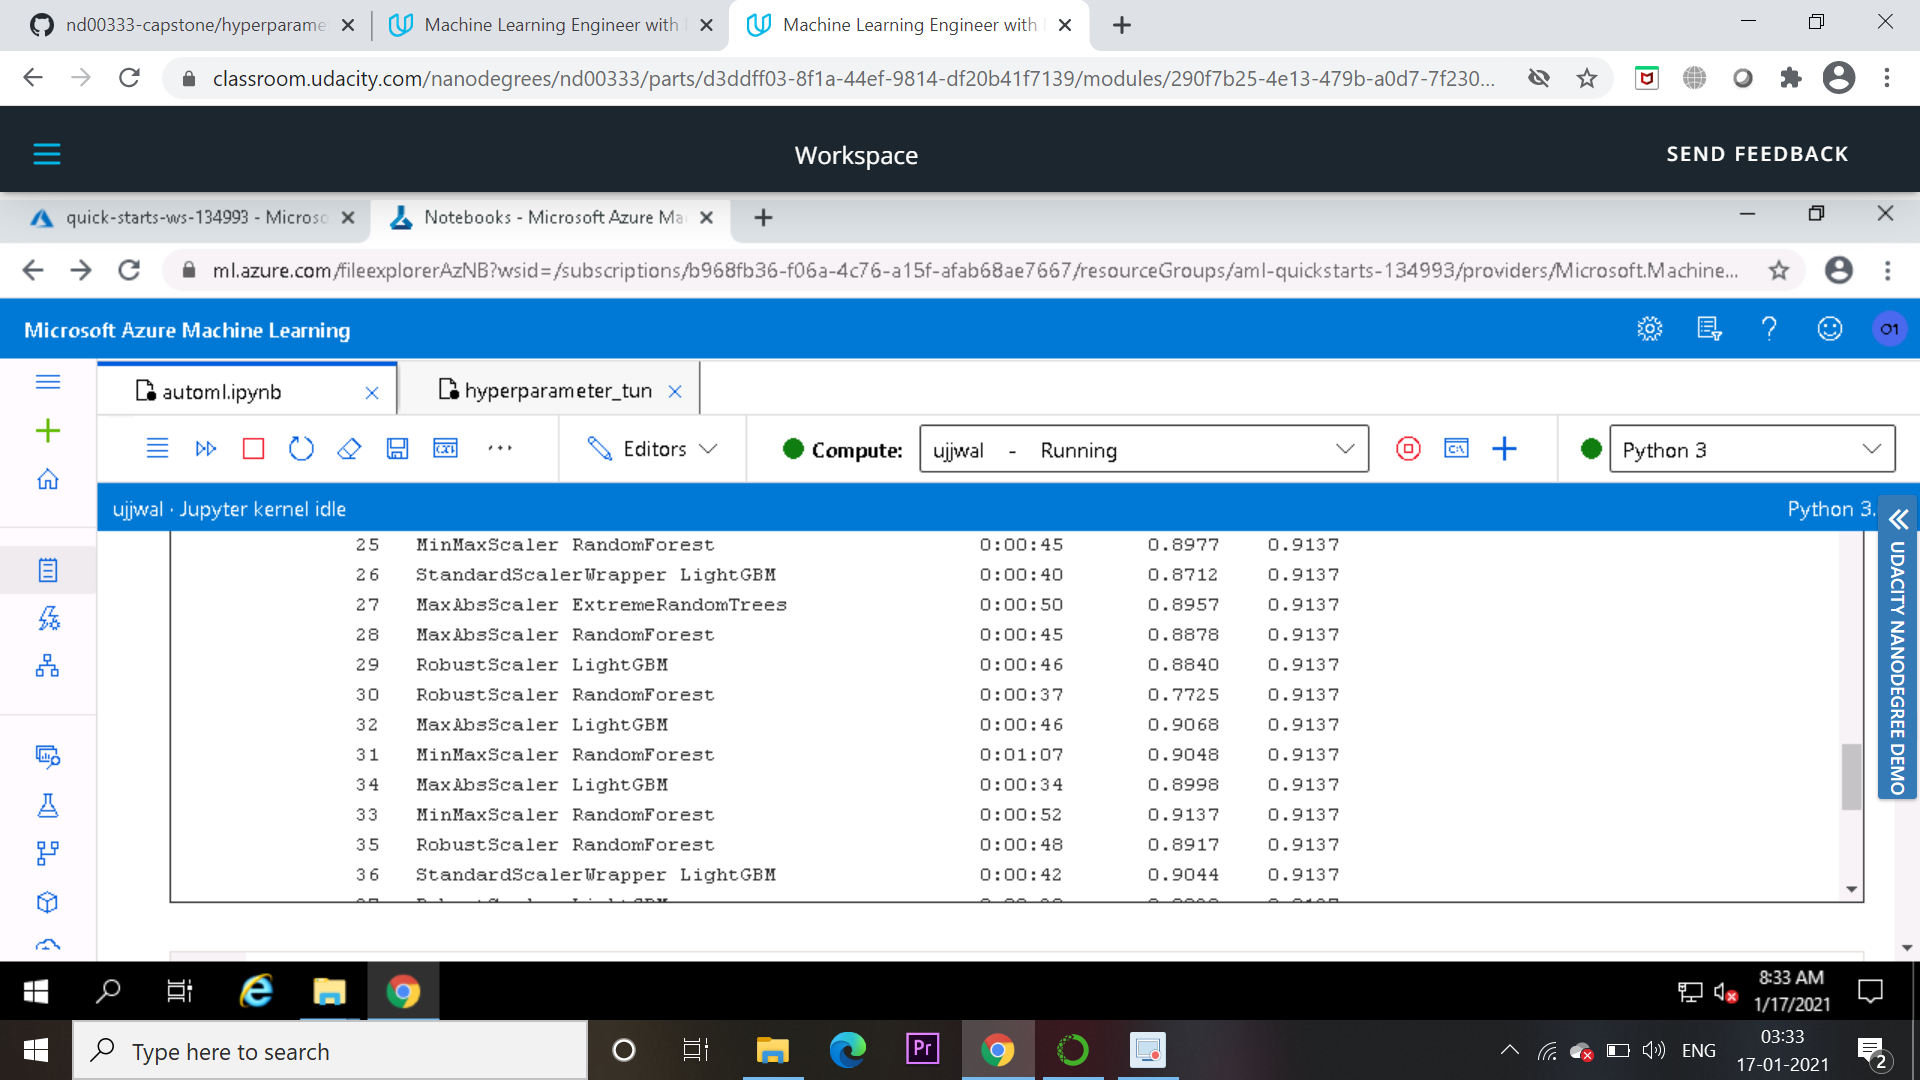 nd00333-capstone/hyperparame
Machine Learning Engineer with
Machine Learning Engineer with
classroom.udacity.com/nanodegrees/nd00333/parts/d3ddff03-8f1a-44ef-9814-df20b41f7139/modules/290f7b25-4e13-479b-a0d7-7f230...
Workspace
SEND FEEDBACK
quick-starts-ws-134993 - Microso
Notebooks - Microsoft Azure Ma
ml.azure.com/fileexplorerAzNB?wsid=/subscriptions/b968fb36-f06a-4c76-a15f-afab68ae7667/resourceGroups/aml-quickstarts-134993/providers/Microsoft.Machine...
Microsoft Azure Machine Learning
O1
automl.ipynb
hyperparameter_tun
Editors
Compute:
ujjwal - Running
Python 3
ujjwal · Jupyter kernel idle
Python 3.
25 MinMaxScaler RandomForest 0:00:45 0.8977 0.9137
26 StandardScalerWrapper LightGBM 0:00:40 0.8712 0.9137
27 MaxAbsScaler ExtremeRandomTrees 0:00:50 0.8957 0.9137
28 MaxAbsScaler RandomForest 0:00:45 0.8878 0.9137
29 RobustScaler LightGBM 0:00:46 0.8840 0.9137
30 RobustScaler RandomForest 0:00:37 0.7725 0.9137
32 MaxAbsScaler LightGBM 0:00:46 0.9068 0.9137
31 MinMaxScaler RandomForest 0:01:07 0.9048 0.9137
34 MaxAbsScaler LightGBM 0:00:34 0.8998 0.9137
33 MinMaxScaler RandomForest 0:00:52 0.9137 0.9137
35 RobustScaler RandomForest 0:00:48 0.8917 0.9137
36 StandardScalerWrapper LightGBM 0:00:42 0.9044 0.9137
UDACITY NANODEGREE DEMO
8:33 AM
1/17/2021
Type here to search
Pr
ENG
03:33
17-01-2021
2